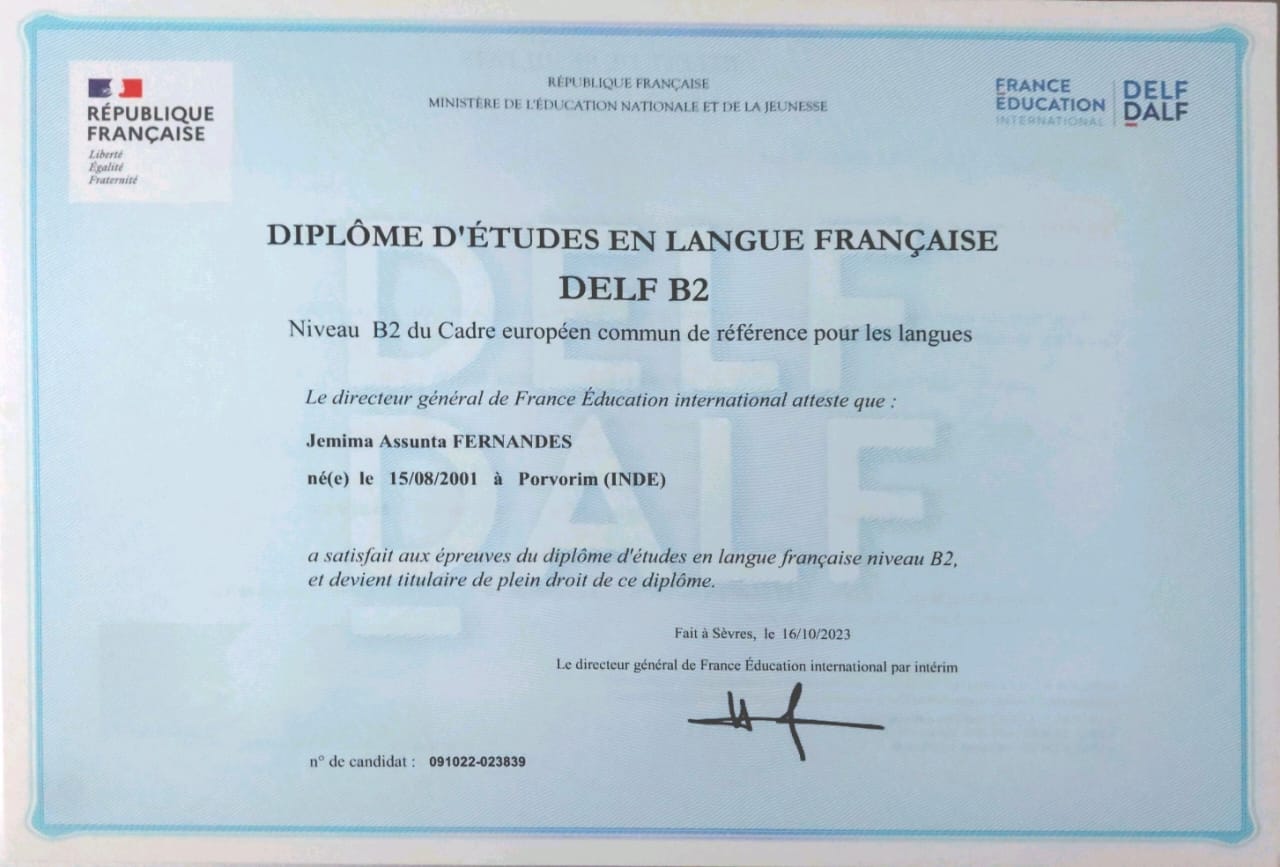 RÉPUBLIQUE
FRANÇAISE
Liberté
Égalité
Fraternité
RÉPUBLIQUE FRANÇAISE
MINISTÈRE DE L'ÉDUCATION NATIONALE ET DE LA JEUNESSE
FRANCE
ÉDUCATION
INTERNATIONAL
DELF
DALF
DIPLÔME D'ÉTUDES EN LANGUE FRANÇAISE
DELF B2
Niveau B2 du Cadre européen commun de référence pour les langues
Le directeur général de France Éducation international atteste que :
Jemima Assunta FERNANDES
né(e) le 15/08/2001 à Porvorim (INDE)
a satisfait aux épreuves du diplôme d'études en langue française niveau B2,
et devient titulaire de plein droit de ce diplôme.
Fait à Sèvres, le 16/10/2023
Le directeur général de France Éducation international par intérim
n° de candidat : 091022-023839
DELF
DALF